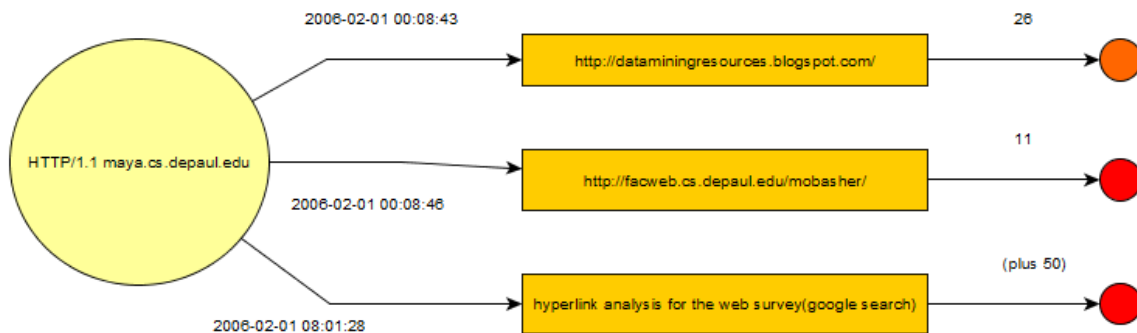 2006-02-01 00:08:43
26
http://dataminingresources.blogspot.com/
HTTP/1.1 maya.cs.depaul.edu
11
http://facweb.cs.depaul.edu/mobasher/
2006-02-01 00:08:46
(plus 50)
hyperlink analysis for the web survey(google search)
2006-02-01 08:01:28